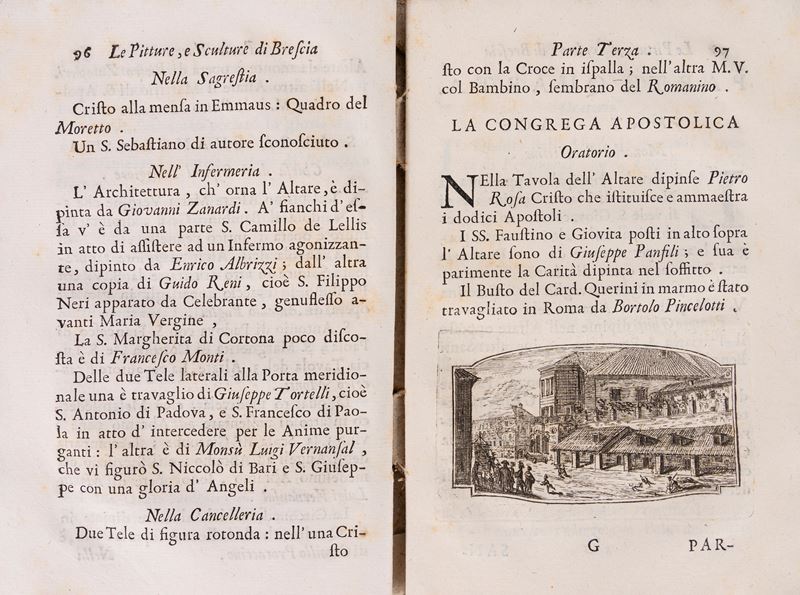 96 Le Pitture, e Sculture di Breſcia
Nella Sagreſtia .
Criſto alla menſa in Emmaus : Quadro del
Moretto .
Un S. Sebaſtiano di autore ſconoſciuto .
Nell' Infermeria .
L' Architettura , ch' orna l' Altare, è di-
pinta da Giovanni Zanardi . A' fianchi d' eſ-
ſa v' è da una parte S. Camillo de Lellis
in atto di aſſiſtere ad un Infermo agonizzan-
te, dipinto da Enrico Albrizzi ; dall' altra
una copia di Guido Reni , cioè S. Filippo
Neri apparato da Celebrante , genufleſſo a-
vanti Maria Vergine ,
La S. Margherita di Cortona poco diſco-
ſta è di Franceſco Monti .
Delle due Tele laterali alla Porta meridio-
nale una è travaglio di Giuſeppe Tortelli , cioè
S. Antonio di Padova, e S. Franceſco di Pao-
la in atto d' intercedere per le Anime pur-
ganti : l' altra è di Monsù Luigi Vernanſal ,
che vi figurò S. Niccolò di Bari e S. Giuſep-
pe con una gloria d' Angeli .
Nella Cancelleria .
Due Tele di figura rotonda : nell' una Cri-
ſto
Parte Terza . 97
ſto con la Croce in iſpalla ; nell' altra M. V.
col Bambino , ſembrano del Romanino .
LA CONGREGA APOSTOLICA
Oratorio .
NElla Tavola dell' Altare dipinſe Pietro
Roſa Criſto che iſtituiſce e ammaeſtra
i dodici Apoſtoli .
I SS. Fauſtino e Giovita poſti in alto ſopra
l' Altare ſono di Giuſeppe Panfili ; e ſua è
parimente la Carità dipinta nel ſoffitto .
Il Buſto del Card. Querini in marmo è ſtato
travagliato in Roma da Bortolo Pincelotti .
G PAR-